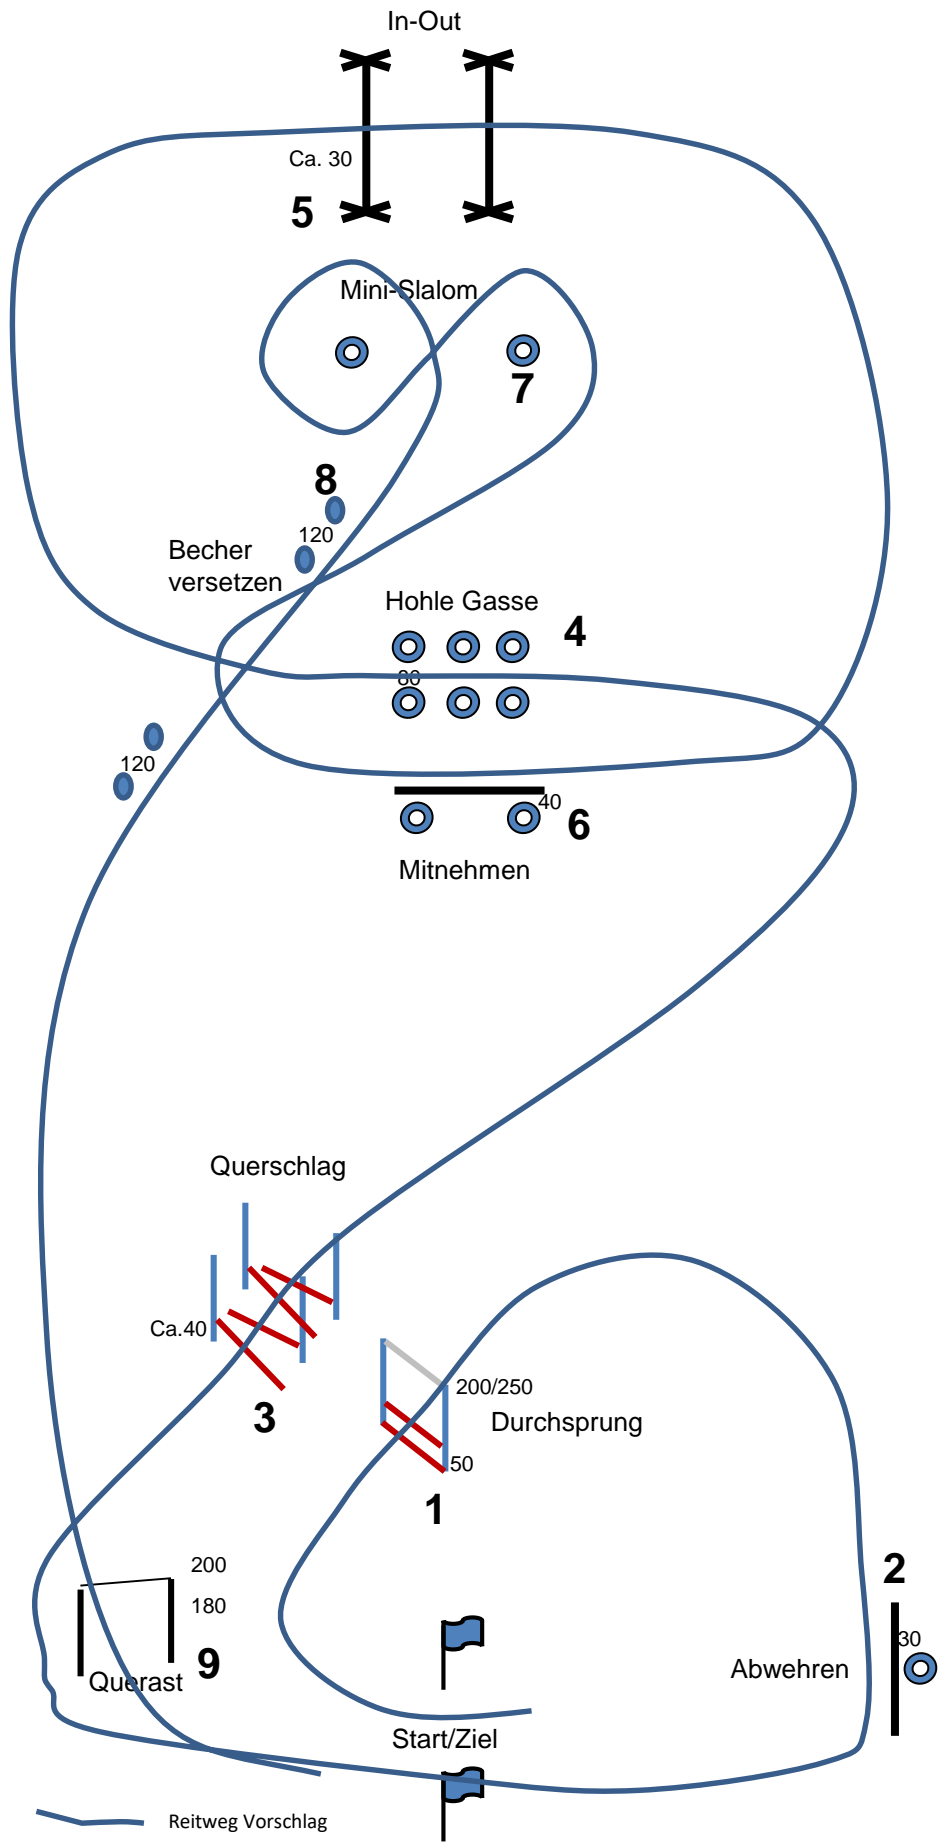 In-Out
Ca. 30
5
Mini-Slalom
7
8
120
Becher
versetzen
Hohle Gasse
4
80
120
40
6
Mitnehmen
Querschlag
Ca.40
3
200/250
Durchsprung
50
1
200
180
2
30
9
Querast
Abwehren
Start/Ziel
Reitweg Vorschlag